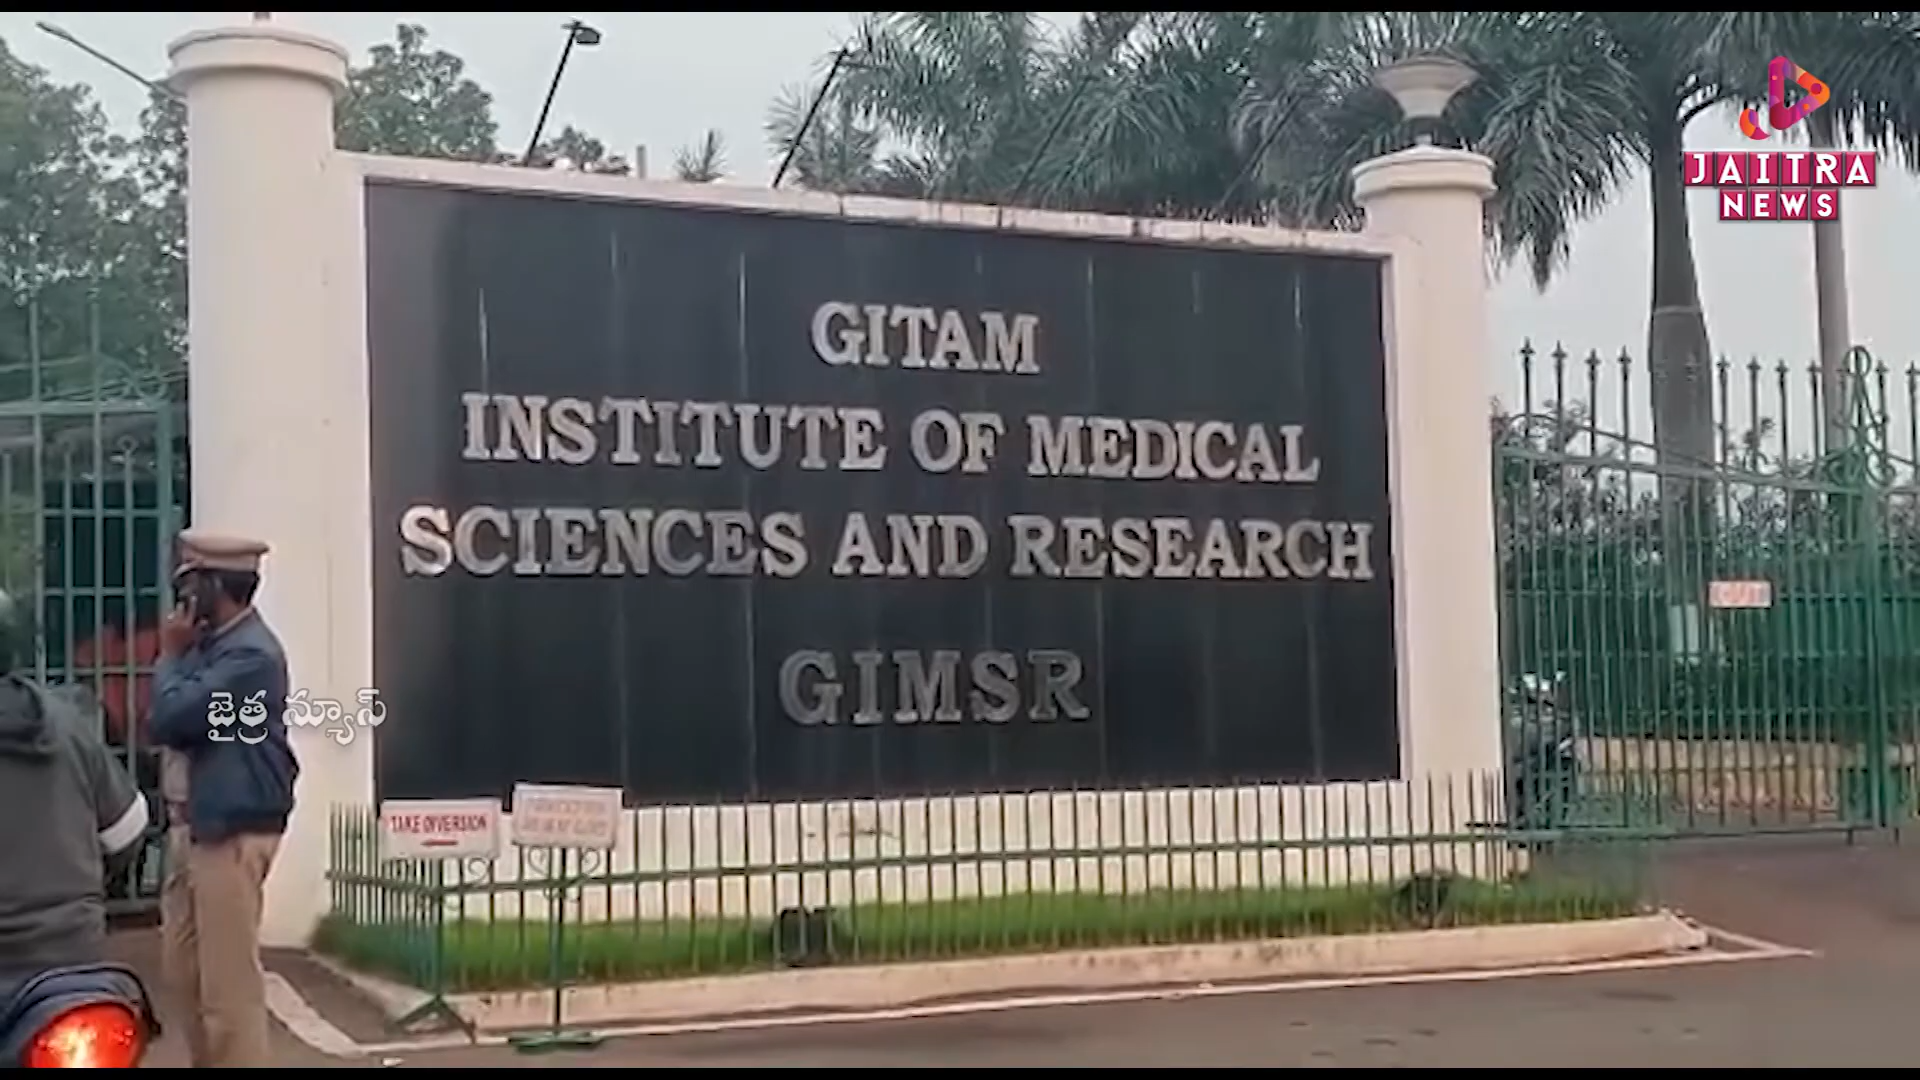 JAITRA
NEWS
GITAM
INSTITUTE OF MEDICAL
SCIENCES AND RESEARCH
GIMSR
జైత్ర న్యూస్
TAKE DIVERSION